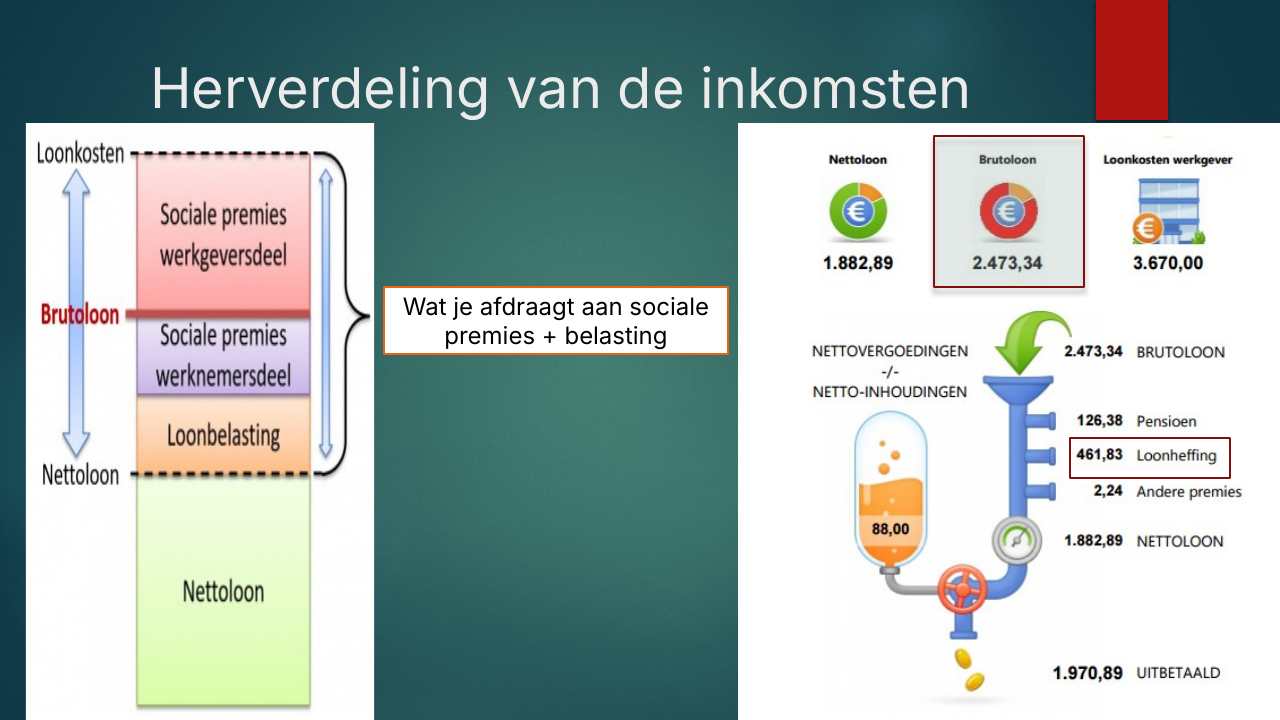 Herverdeling van de inkomsten
Loonkosten
Sociale premies
werkgeversdeel
Brutoloon
Sociale premies
werknemersdeel
Loonbelasting
Nettoloon
Nettoloon
Wat je afdraagt aan sociale
premies + belasting
Nettoloon
1.882,89
Brutoloon
2.473,34
Loonkosten werkgever
3.670,00
NETTOVERGOEDINGEN
-/-
NETTO-INHOUDINGEN
88,00
2.473,34 BRUTOLOON
126,38 Pensioen
461,83 Loonheffing
2,24 Andere premies
1.882,89 NETTOLOON
1.970,89 UITBETAALD